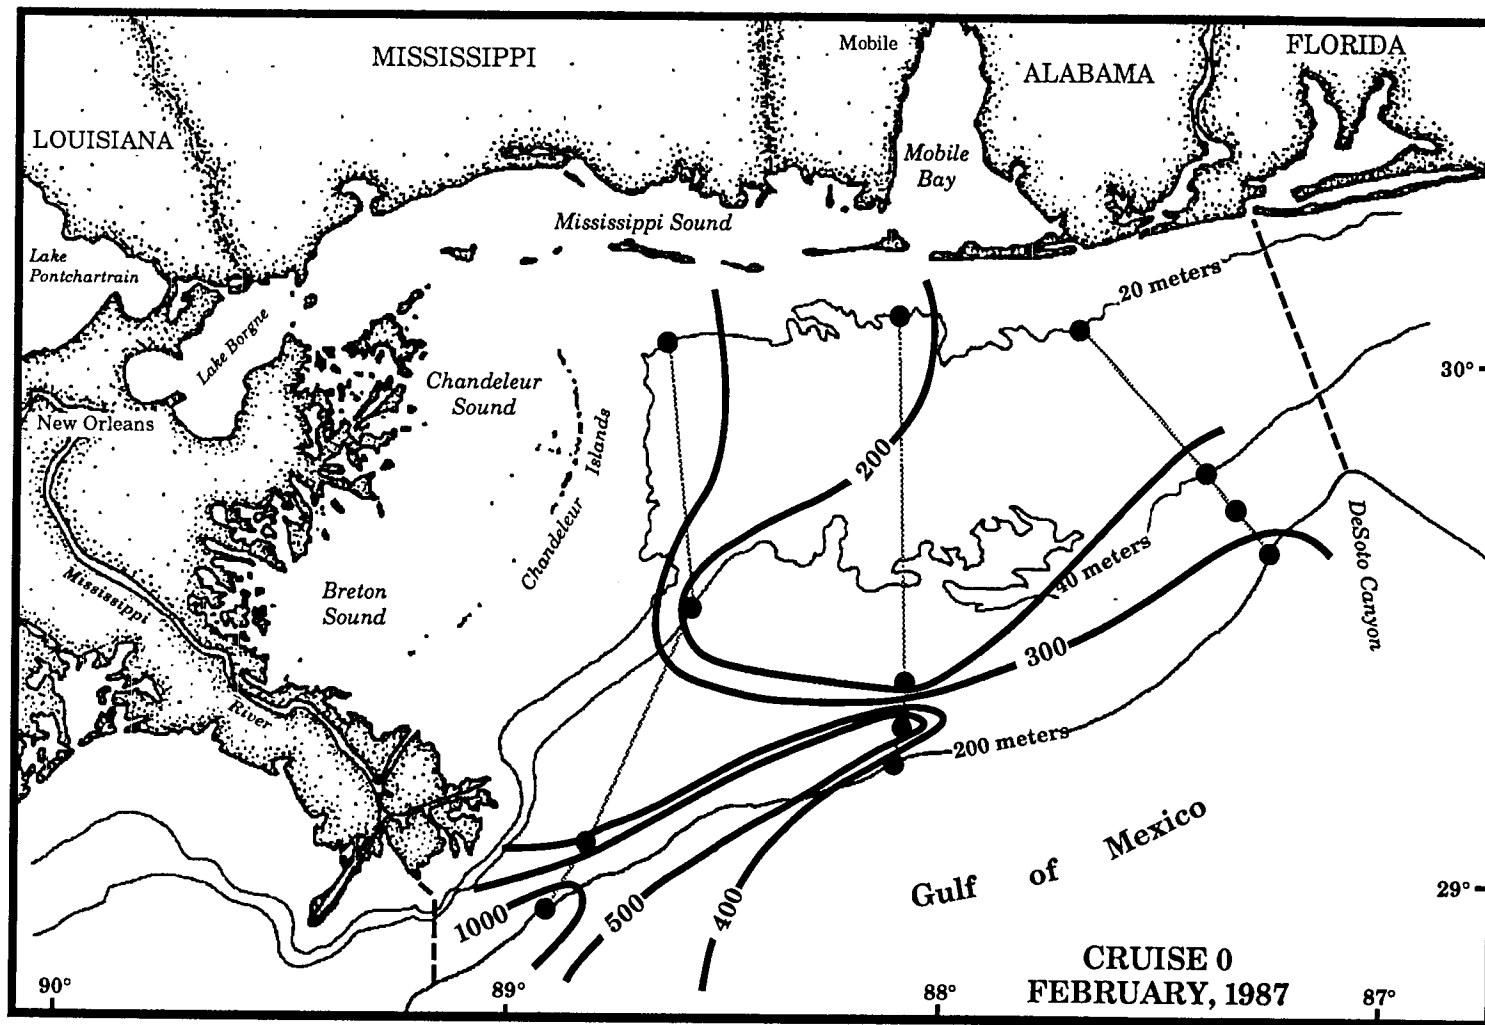 MISSISSIPPI
Mobile
ALABAMA
FLORIDA
LOUISIANA
Mobile
Bay
Mississippi Sound
Lake
Pontchartrain
20 meters
Lake Borgne
30°
Chandeleur
Sound
New Orleans
Chandeleur Islands
200
DeSoto Canyon
40 meters
Mississippi
River
Breton
Sound
300
200 meters
Gulf of Mexico
1000
500
400
29°
CRUISE 0
FEBRUARY, 1987
90°
89°
88°
87°